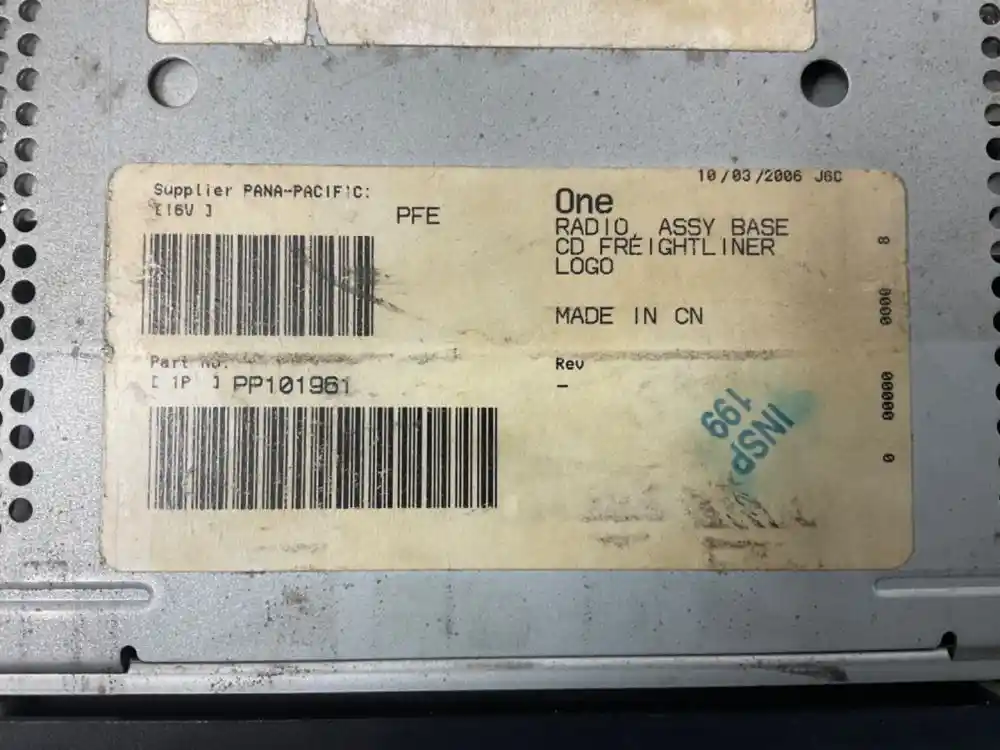 10/03/2006 J6C
Supplier PANA-PACIFIC:
[16V ]
PFE
One
RADIO, ASSY BASE
CD FREIGHTLINER
LOGO
MADE IN CN
Part No:
[ 1P ] PP101961
Rev
-
INSP.
199
0 00000 0000 8